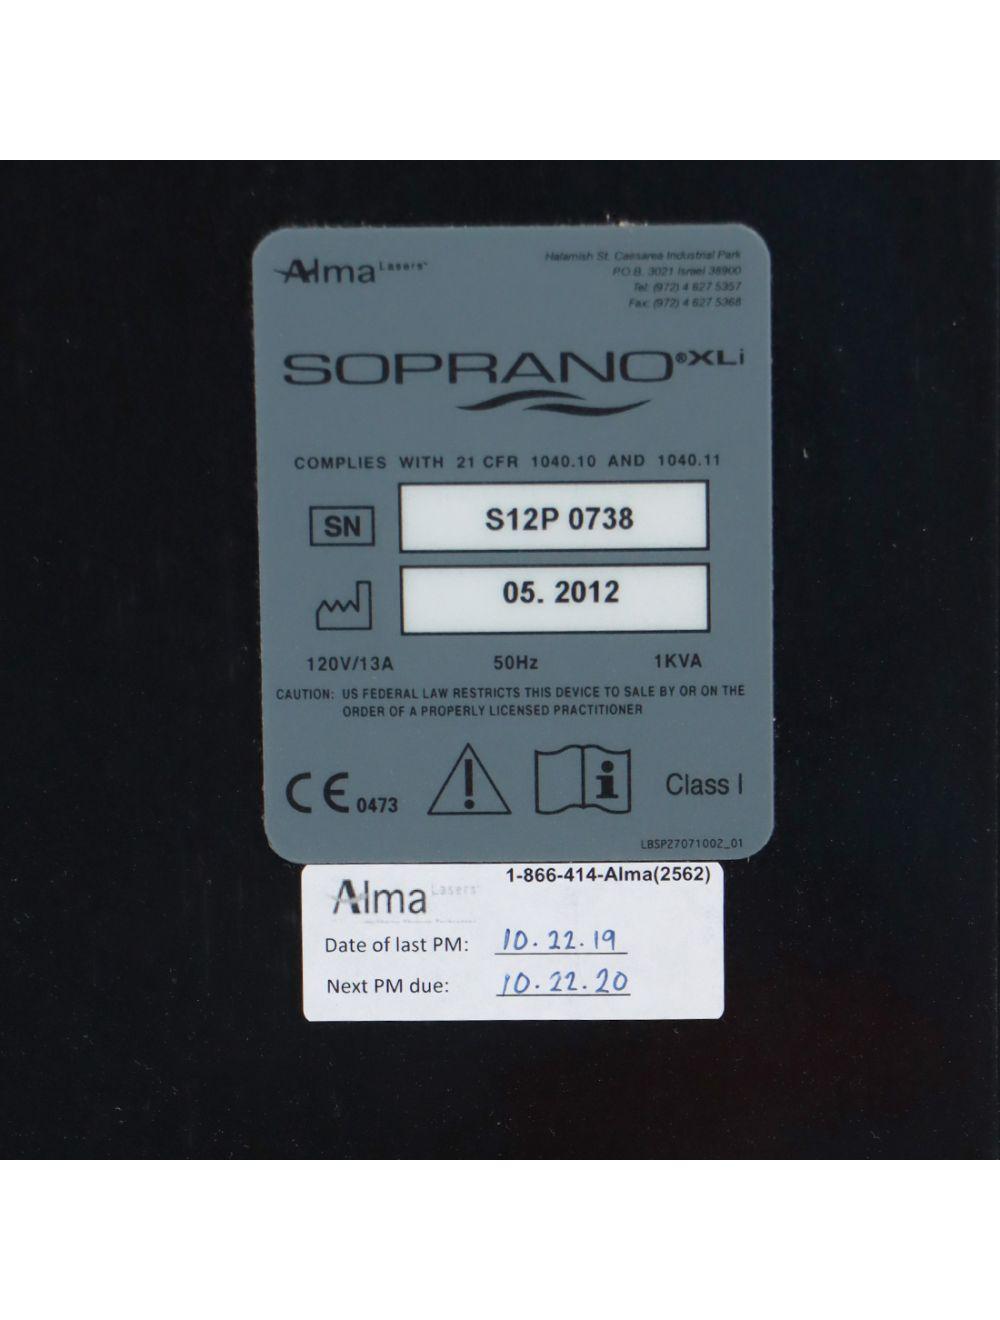 Alma Lasers™
Halamish St. Caesarea Industrial Park
P.O.B. 3021 Israel 38900
Tel: (972) 4 627 5357
Fax: (972) 4 627 5368
SOPRANO®XLi
COMPLIES WITH 21 CFR 1040.10 AND 1040.11
SN S12P 0738
05. 2012
120V/13A 50Hz 1KVA
CAUTION: US FEDERAL LAW RESTRICTS THIS DEVICE TO SALE BY OR ON THE
ORDER OF A PROPERLY LICENSED PRACTITIONER
CE 0473 ! i Class I
LBSP27071002_01
1-866-414-Alma(2562)
Alma Lasers
Date of last PM: 10.22.19
Next PM due: 10.22.20